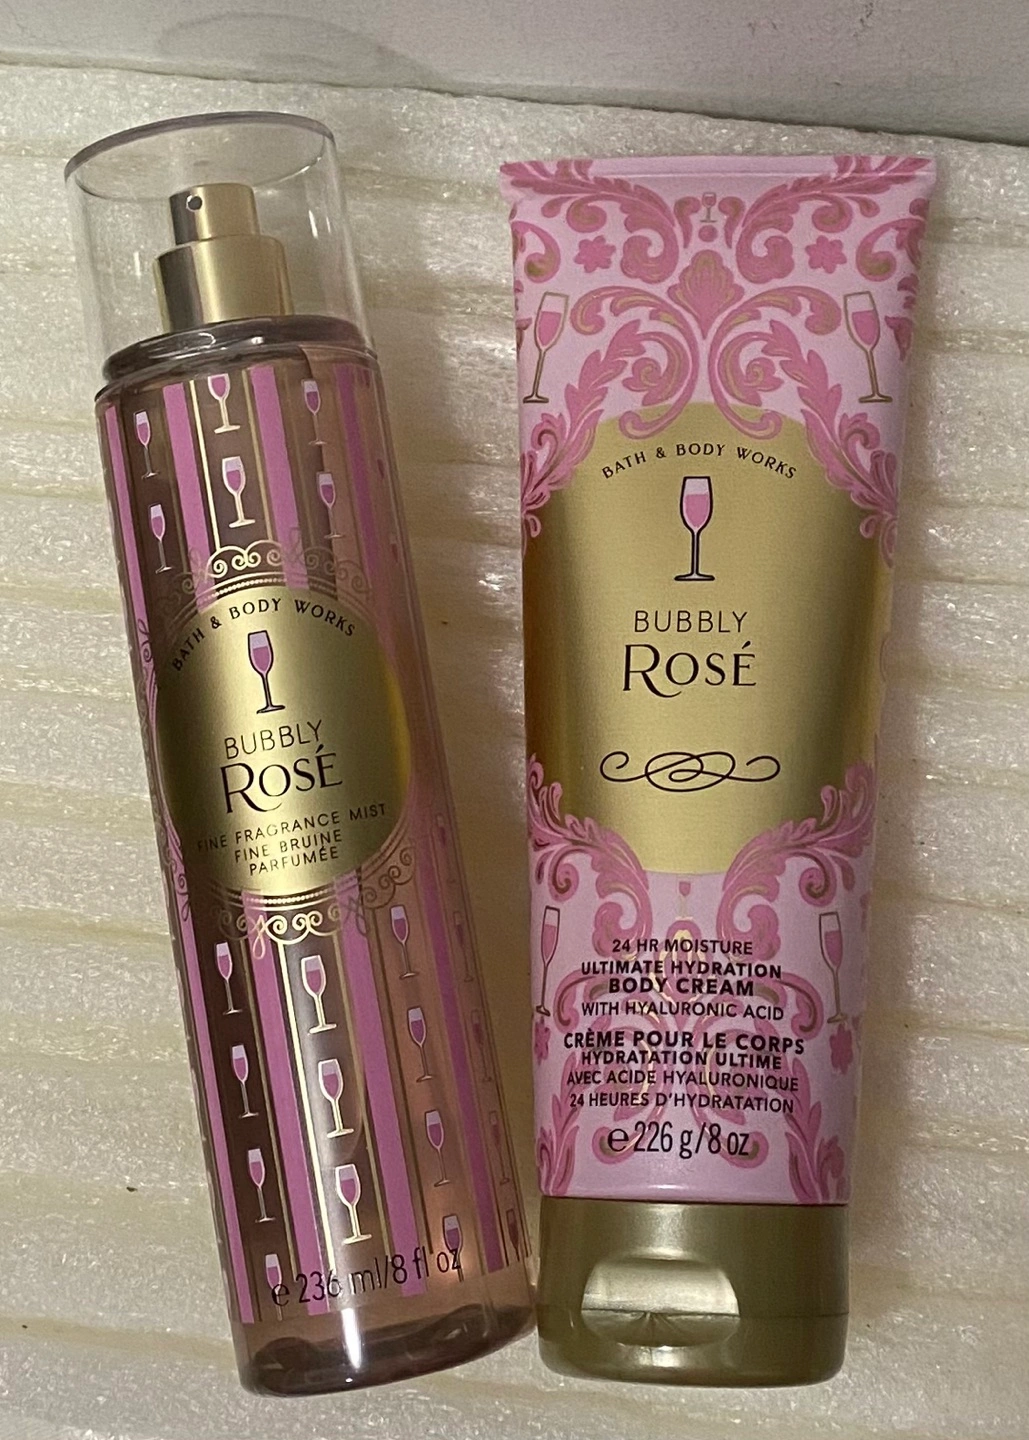 BATH & BODY WORKS
BUBBLY
ROSÉ
FINE FRAGRANCE MIST
FINE BRUINE
PARFUMÉE
e 236 ml/8 fl oz
BATH & BODY WORKS
BUBBLY
ROSÉ
24 HR MOISTURE
ULTIMATE HYDRATION
BODY CREAM
WITH HYALURONIC ACID
CRÈME POUR LE CORPS
HYDRATATION ULTIME
AVEC ACIDE HYALURONIQUE
24 HEURES D'HYDRATATION
e 226 g/8 oz